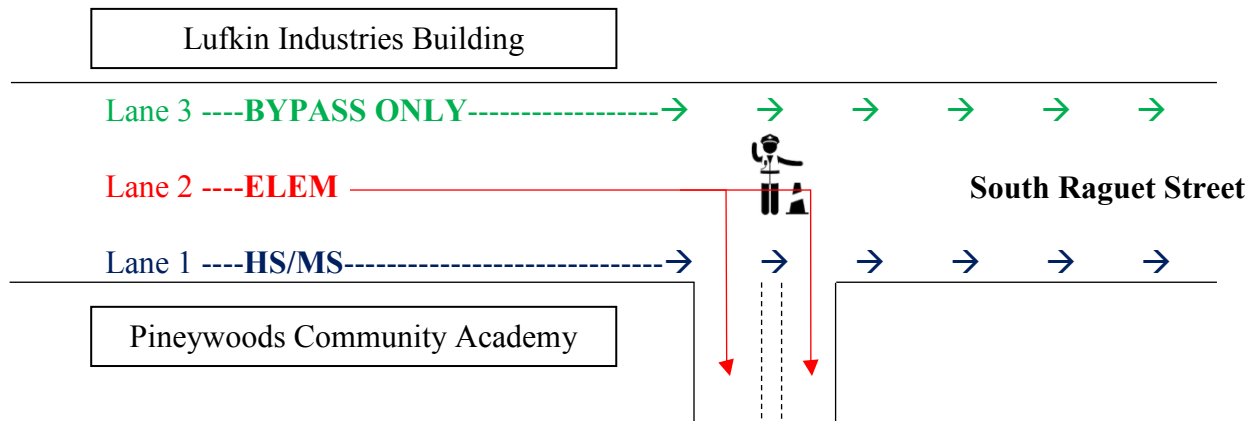 Lufkin Industries Building
Lane 3 ----BYPASS ONLY------------------→ → → → → →
Lane 2 ----ELEM
South Raguet Street
Lane 1 ----HS/MS------------------------------→ → → → → →
Pineywoods Community Academy